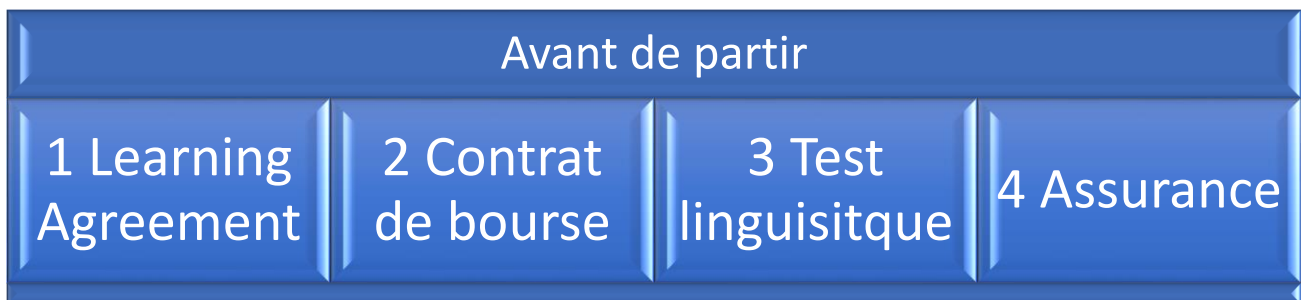 Avant de partir
1 Learning
Agreement
2 Contrat
de bourse
3 Test
linguisitque
4 Assurance